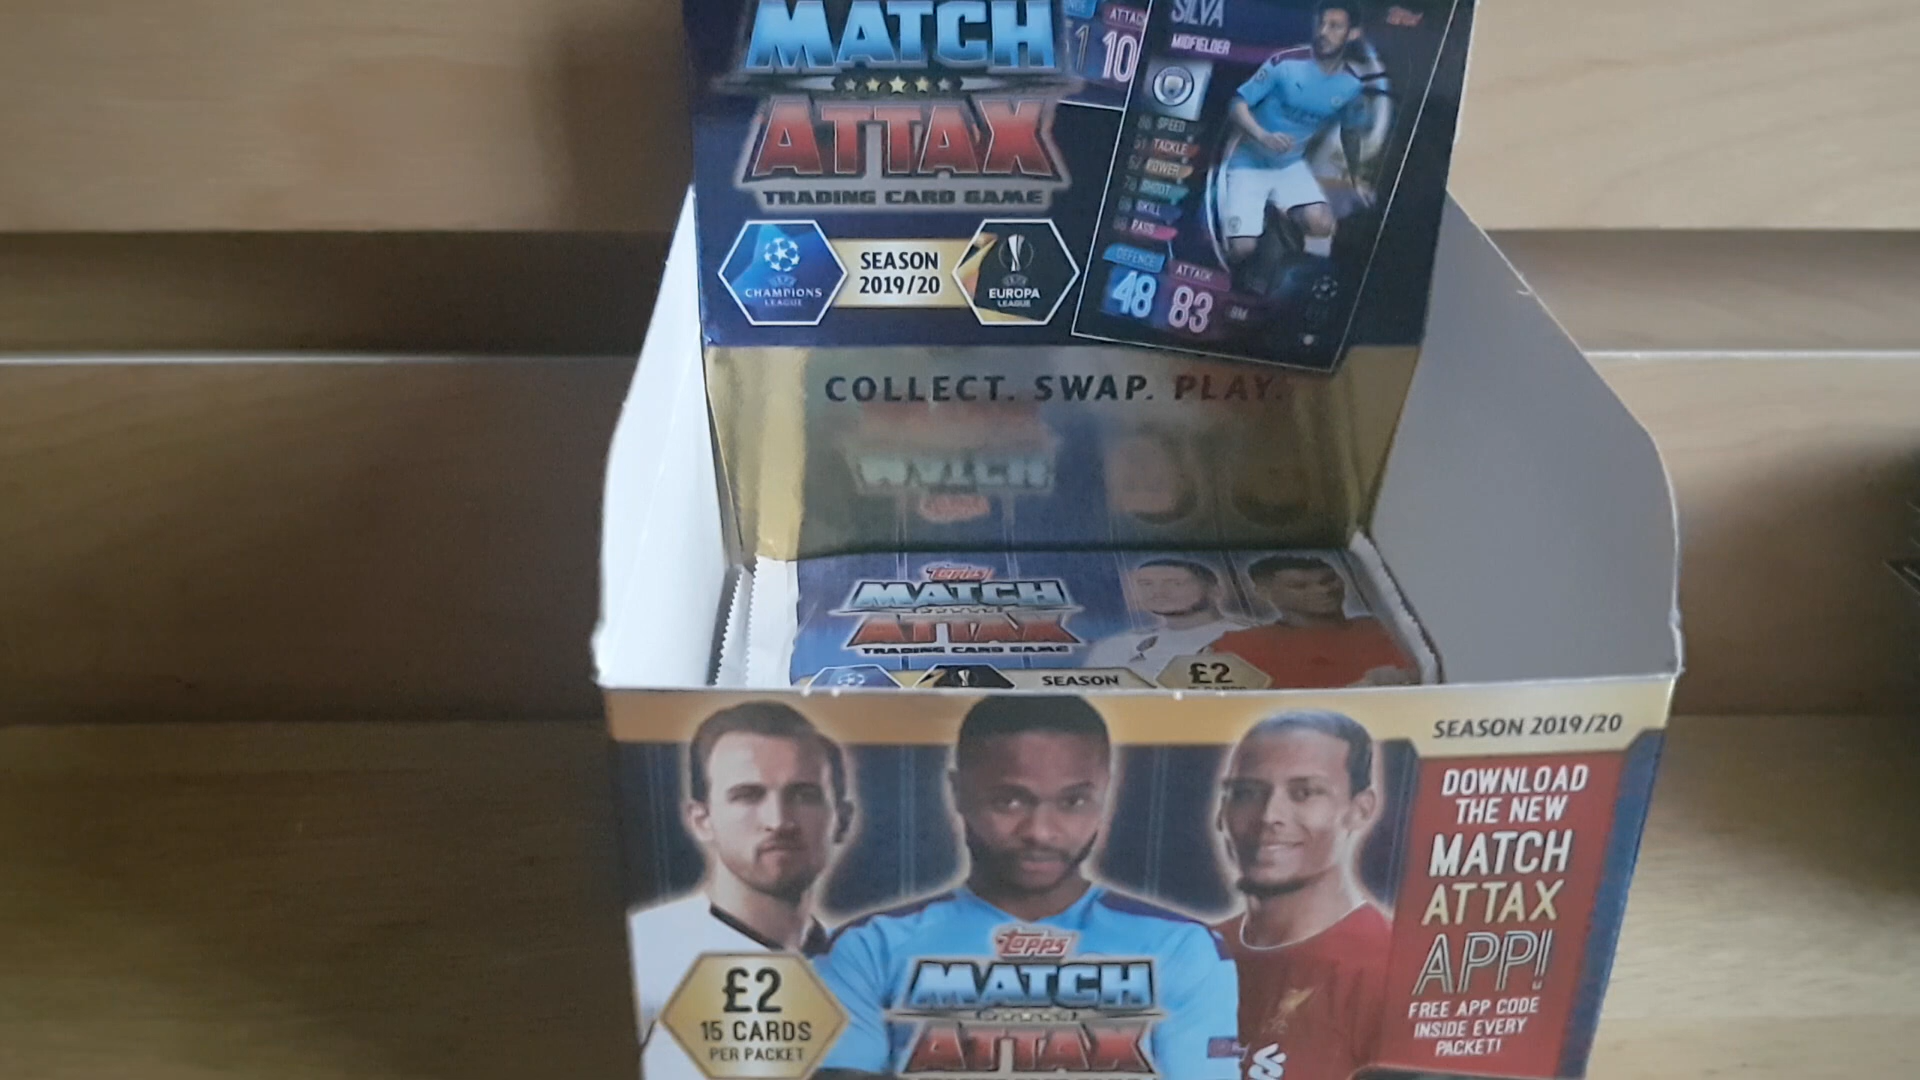 MATCH
ATTAX
TRADING CARD GAME
CHAMPIONS
LEAGUE
SEASON
2019/20
EUROPA
LEAGUE
ATTAC
10
SILVA
MIDFIELDER
SPEED
51 TACKLE
POWER
SHOOT
SKILL
PASS
DEFENCE
ATTACK
48
83
COLLECT. SWAP. PLAY.
Topps
MATCH
ATTAX
TRADING CARD GAME
SEASON
£2
SEASON 2019/20
DOWNLOAD
THE NEW
MATCH
ATTAX
APP!
FREE APP CODE
INSIDE EVERY
PACKET!
£2
15 CARDS
PER PACKET
Topps
MATCH
ATTAX